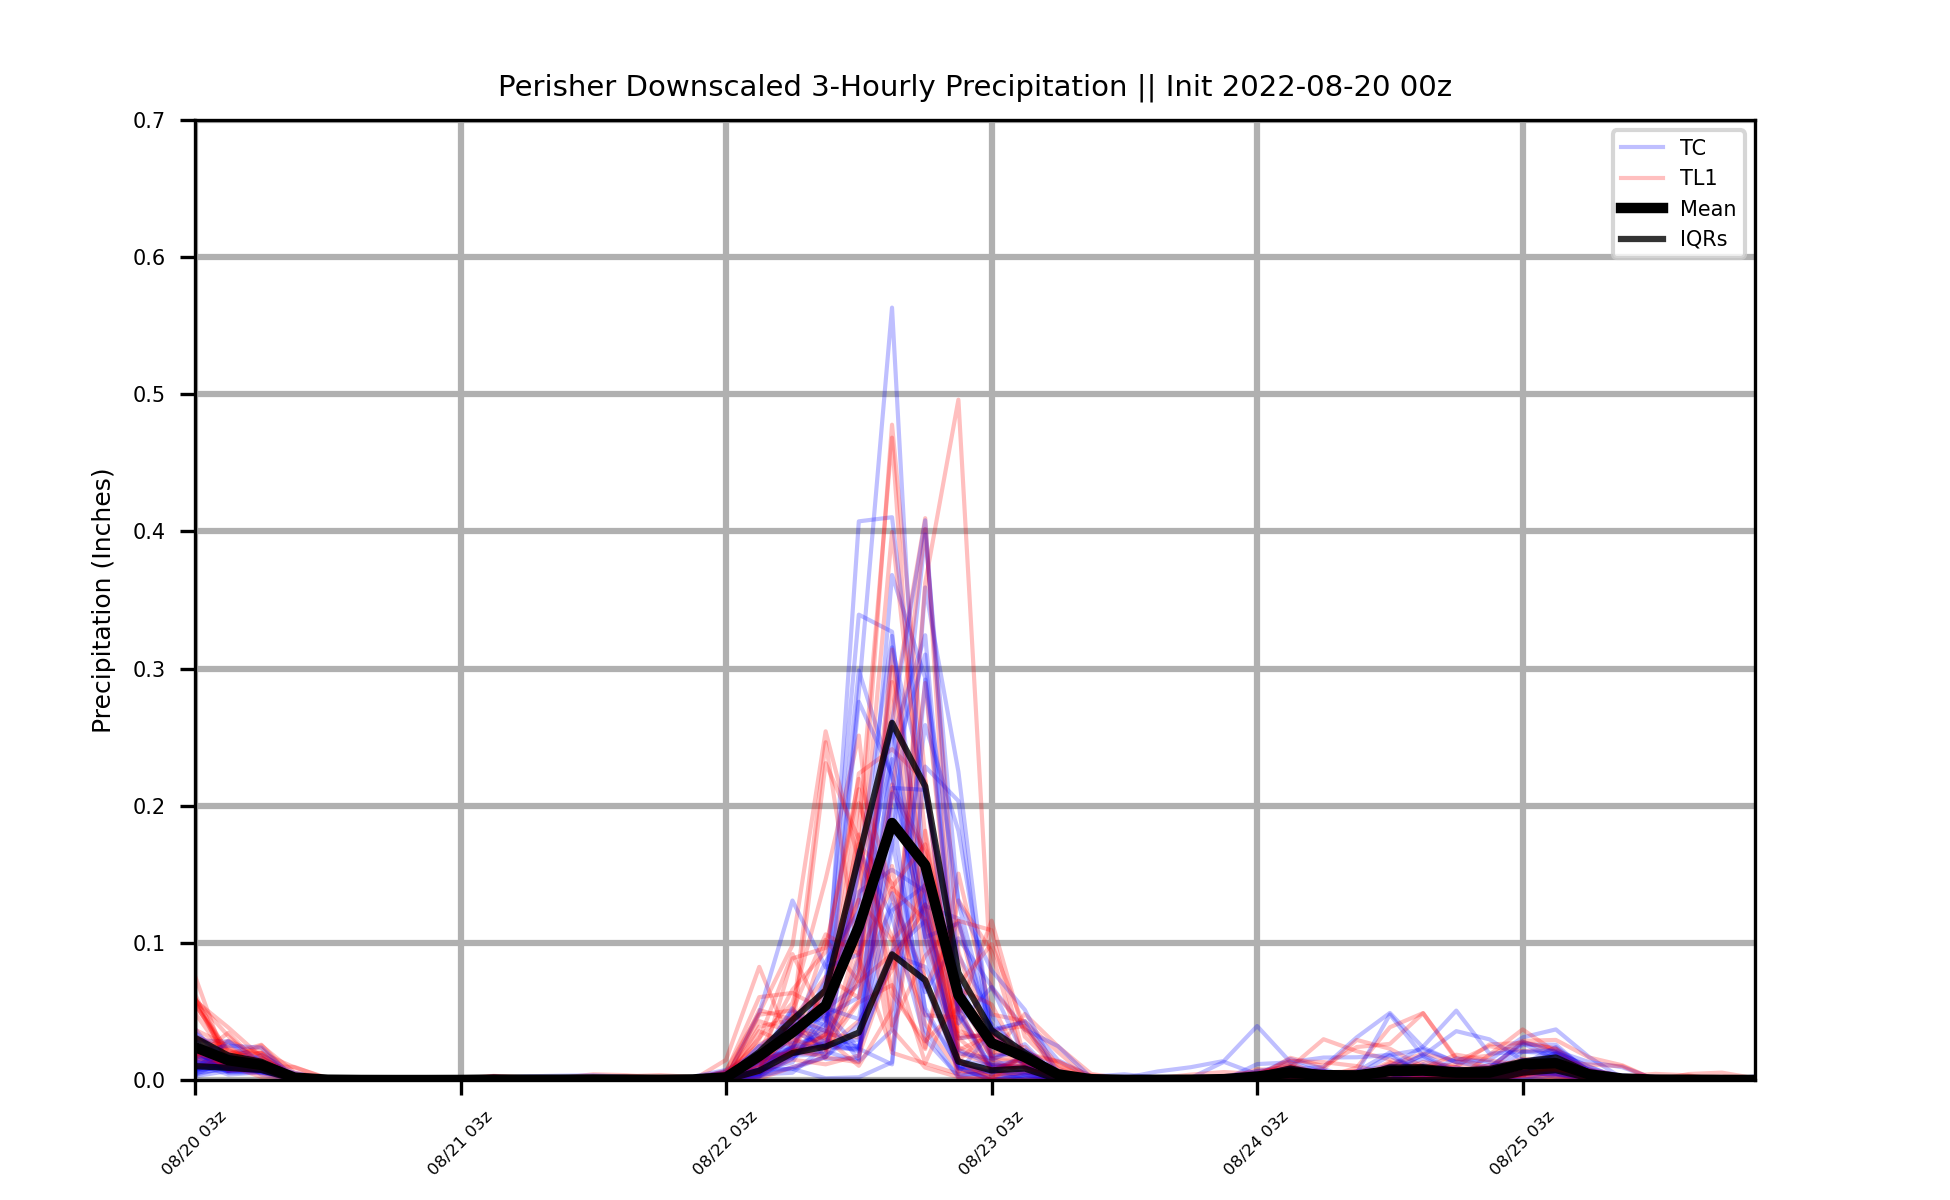 Perisher Downscaled 3-Hourly Precipitation || Init 2022-08-20 00z
0.7
0.6
0.5
0.4
0.3
0.2
0.1
0.0
Precipitation (Inches)
TC
TL1
Mean
IQRs
08/20 03z
08/21 03z
08/22 03z
08/23 03z
08/24 03z
08/25 03z